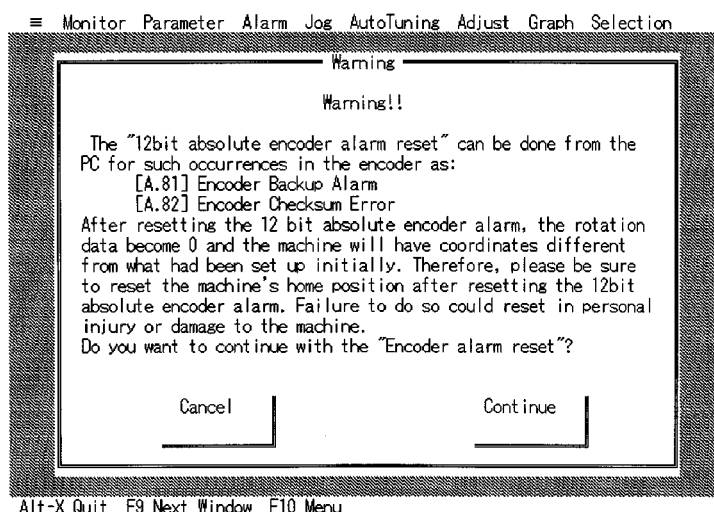 ≡ Monitor Parameter Alarm Jog AutoTuning Adjust Graph Selection
Warning
Warning!!
The "12bit absolute encoder alarm reset" can be done from the
PC for such occurrences in the encoder as:
[A.81] Encoder Backup Alarm
[A.82] Encoder Checksum Error
After resetting the 12 bit absolute encoder alarm, the rotation
data become 0 and the machine will have coordinates different
from what had been set up initially. Therefore, please be sure
to reset the machine's home position after resetting the 12bit
absolute encoder alarm. Failure to do so could reset in personal
injury or damage to the machine.
Do you want to continue with the "Encoder alarm reset"?
Cancel Continue
Alt-X Quit F9 Next Window F10 Menu